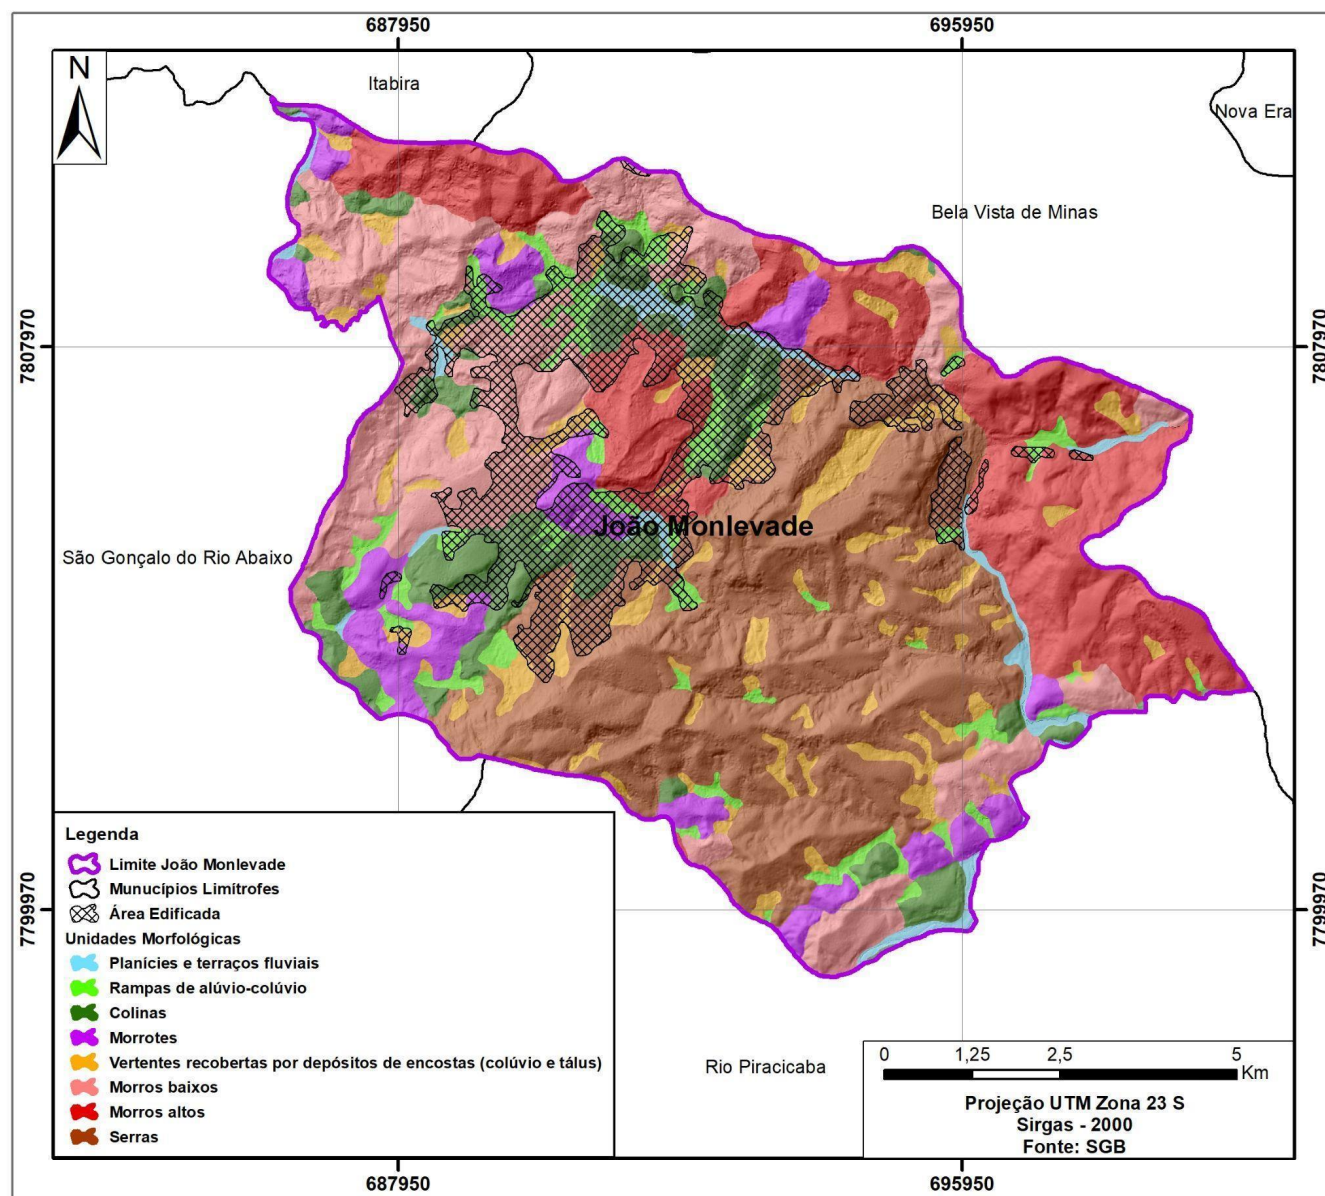 687950
695950
N
Itabira
Nova Era
Bela Vista de Minas
7807970
7807970
João Monlevade
São Gonçalo do Rio Abaixo
Legenda
Limite João Monlevade
Munucípios Limítrofes
Área Edificada
Unidades Morfológicas
Planícies e terraços fluviais
Rampas de alúvio-colúvio
Colinas
Morrotes
Vertentes recobertas por depósitos de encostas (colúvio e tálus)
Morros baixos
Morros altos
Serras
7799970
7799970
Rio Piracicaba
0 1,25 2,5 5
Km
Projeção UTM Zona 23 S
Sirgas - 2000
Fonte: SGB
687950
695950